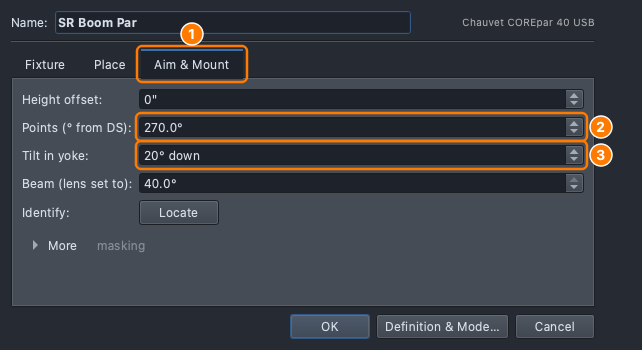 Name: SR Boom Par Chauvet COREpar 40 USB
1
Fixture Place Aim & Mount
Height offset: 0"
Points (° from DS): 270.0° 2
Tilt in yoke: 20° down 3
Beam (lens set to): 40.0°
Identify: Locate
More masking
OK Definition & Mode... Cancel